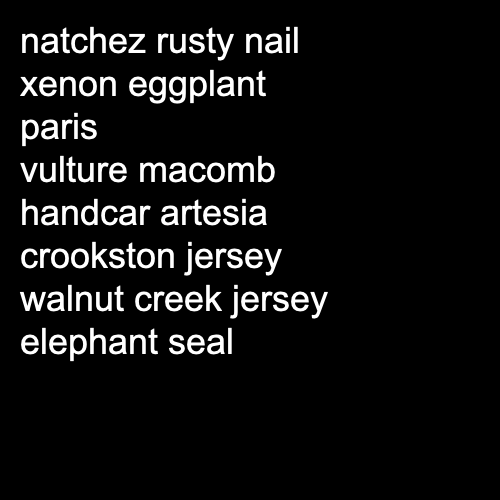 natchez rusty nail
xenon eggplant
paris
vulture macomb
handcar artesia
crookston jersey
walnut creek jersey
elephant seal